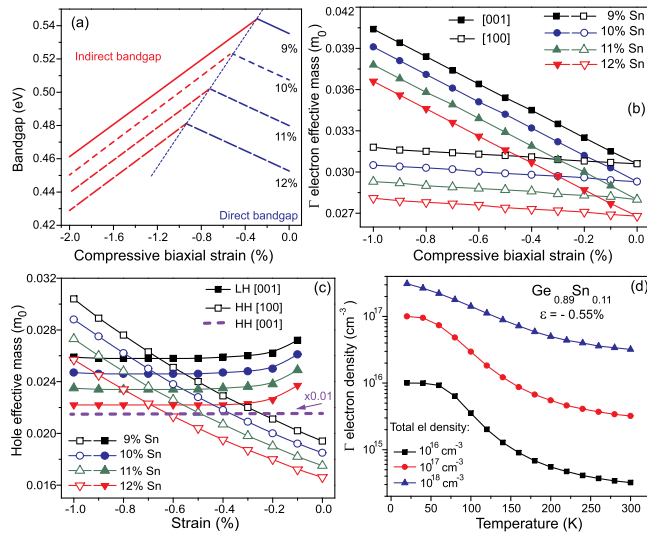 (a)
Indirect bandgap
9%
10%
11%
12%
Direct bandgap
0.54
0.52
0.50
0.48
0.46
0.44
0.42
Bandgap (eV)
-2.0 -1.6 -1.2 -0.8 -0.4 0.0
Compressive biaxial strain (%)
[001]
[100]
9% Sn
10% Sn
11% Sn
12% Sn
(b)
0.042
0.039
0.036
0.033
0.030
0.027
Γ electron effective mass (m0)
-1.0 -0.8 -0.6 -0.4 -0.2 0.0
Compressive biaxial strain (%)
LH [001]
HH [100]
HH [001]
(c)
x0.01
9% Sn
10% Sn
11% Sn
12% Sn
0.032
0.028
0.024
0.020
0.016
Hole effective mass (m0)
-1.0 -0.8 -0.6 -0.4 -0.2 0.0
Strain (%)
Ge0.89Sn0.11 (d)
ε = - 0.55%
Total el density:
10^16 cm^-3
10^17 cm^-3
10^18 cm^-3
10^17
10^16
10^15
Γ electron density (cm^-3)
0 50 100 150 200 250 300
Temperature (K)